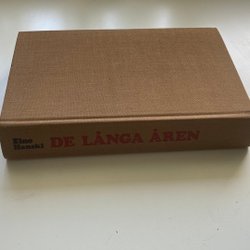 Eino
Hanski
DE LÅNGA ÅREN